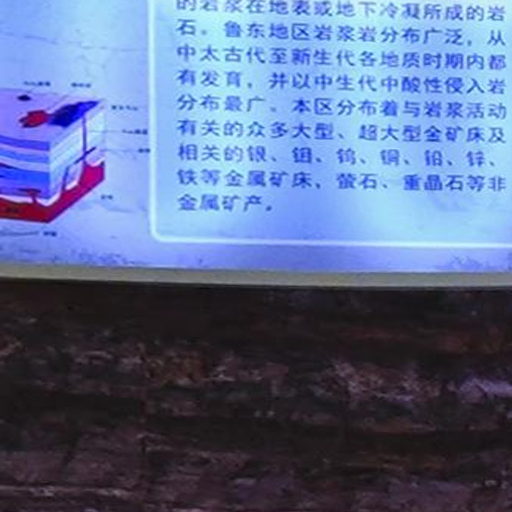 的岩浆在地表或地下冷凝所成的岩
石。鲁东地区岩浆岩分布广泛，从
中太古代至新生代各地质时期内都
有发育，并以中生代中酸性侵入岩
分布最广。本区分布着与岩浆活动
有关的众多大型、超大型金矿床及
相关的银、钼、钨、铜、铅、锌、
铁等金属矿床，萤石、重晶石等非
金属矿产。